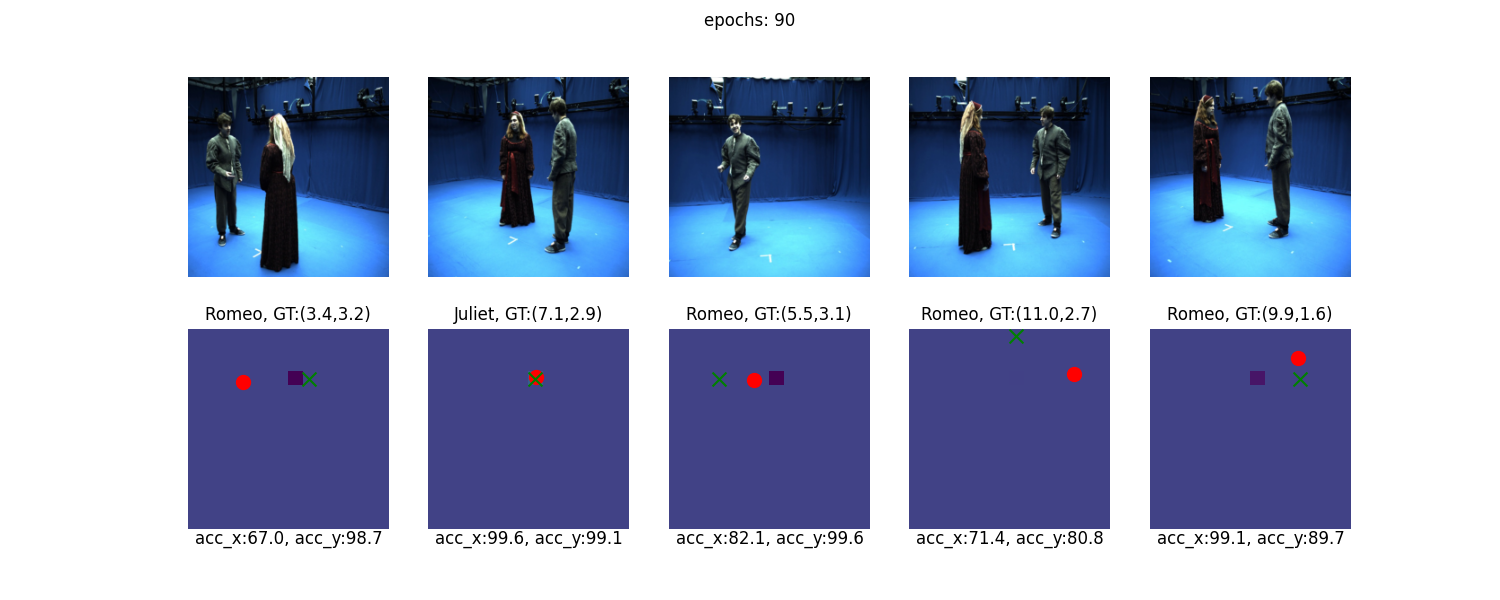 epochs: 90
Romeo, GT:(3.4,3.2)
Juliet, GT:(7.1,2.9)
Romeo, GT:(5.5,3.1)
Romeo, GT:(11.0,2.7)
Romeo, GT:(9.9,1.6)
acc_x:67.0, acc_y:98.7
acc_x:99.6, acc_y:99.1
acc_x:82.1, acc_y:99.6
acc_x:71.4, acc_y:80.8
acc_x:99.1, acc_y:89.7